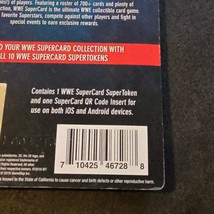 of players. Featuring a roster of 700+ cards and plenty of
WWE SuperCard is the ultimate WWE collectible card game.
favorite Superstars, compete against other players and fight in
special events to earn exclusive rewards.
D YOUR WWE SUPERCARD COLLECTION WITH
LL 10 WWE SUPERCARD SUPERTOKENS
Contains 1 WWE SuperCard SuperToken
and one SuperCard QR Code Insert for
use on both iOS and Android devices.
7 10425 46728 8
to the State of California to cause cancer and birth defects or other reproductive harm.